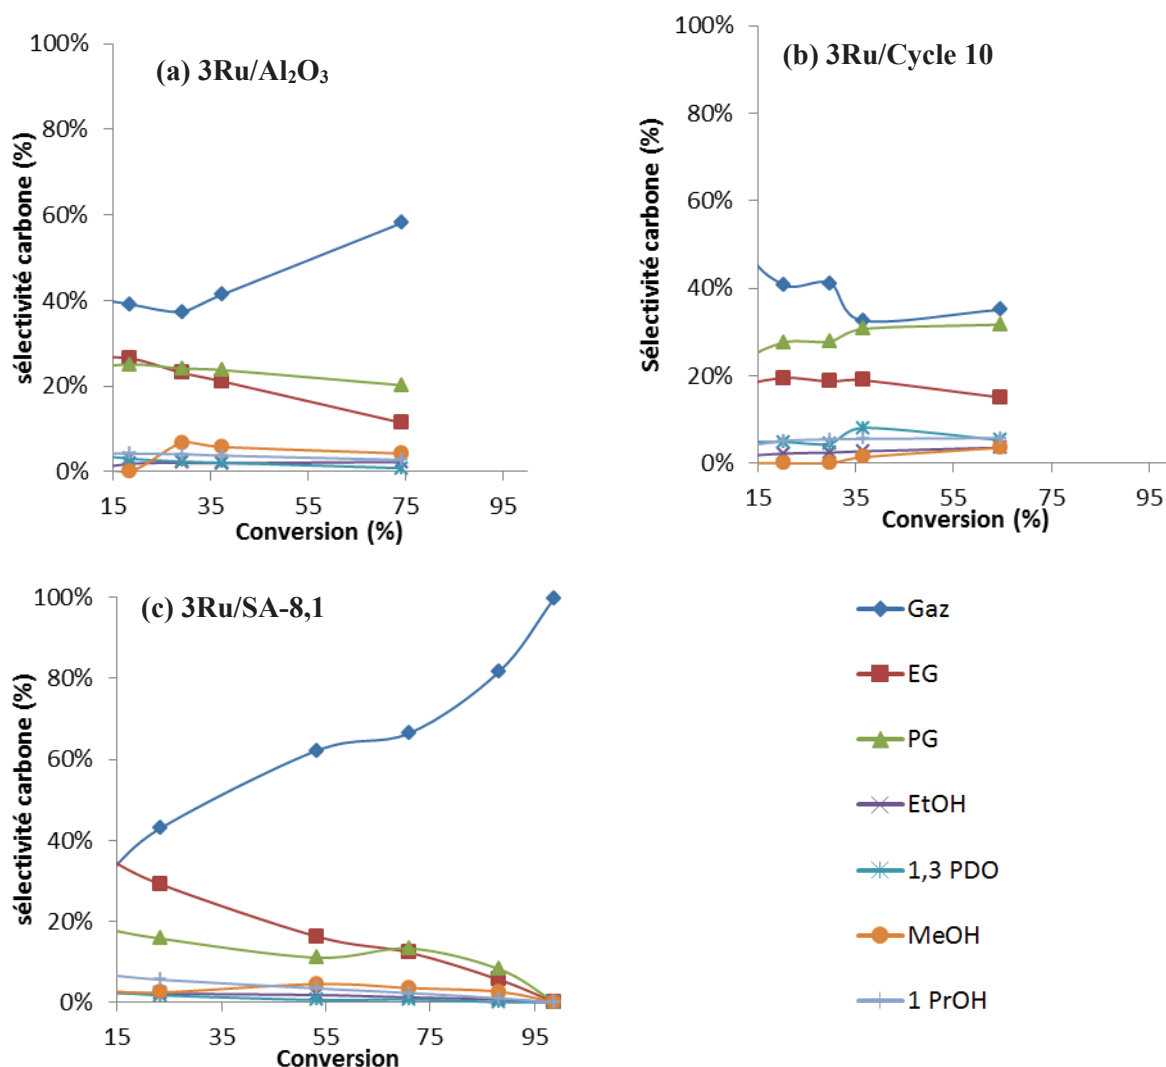 (a) 3Ru/Al₂O₃
sélectivité carbone (%)
100%
80%
60%
40%
20%
0%
15 35 55 75 95
Conversion (%)
(b) 3Ru/Cycle 10
Sélectivité carbone (%)
100%
80%
60%
40%
20%
0%
15 35 55 75 95
Conversion (%)
(c) 3Ru/SA-8,1
sélectivité carbone (%)
100%
80%
60%
40%
20%
0%
15 35 55 75 95
Conversion
Gaz
EG
PG
EtOH
1,3 PDO
MeOH
1 PrOH